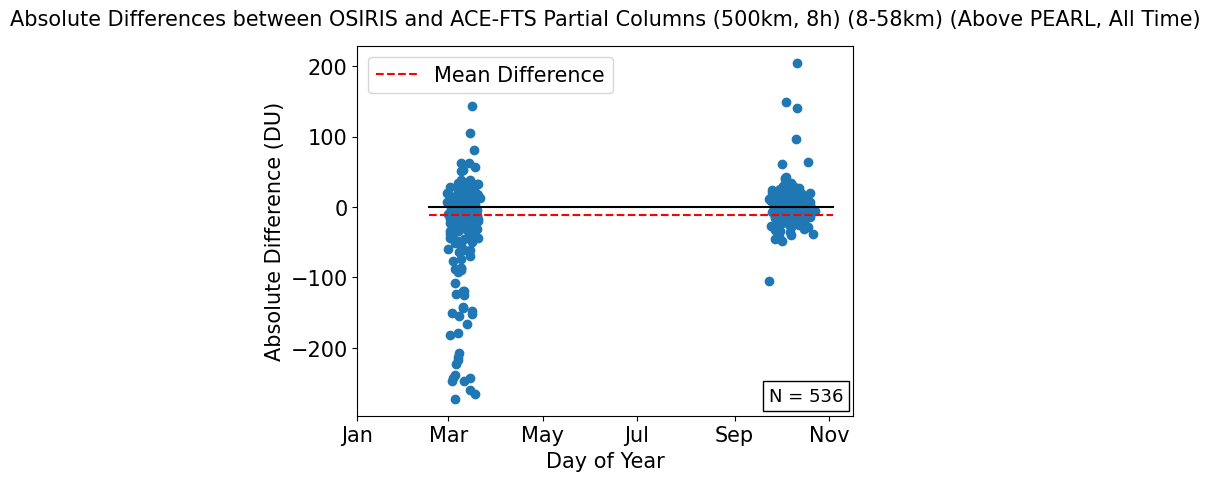 Absolute Differences between OSIRIS and ACE-FTS Partial Columns (500km, 8h) (8-58km) (Above PEARL, All Time)
Mean Difference
Absolute Difference (DU)
200
100
0
−100
−200
N = 536
Jan Mar May Jul Sep Nov
Day of Year